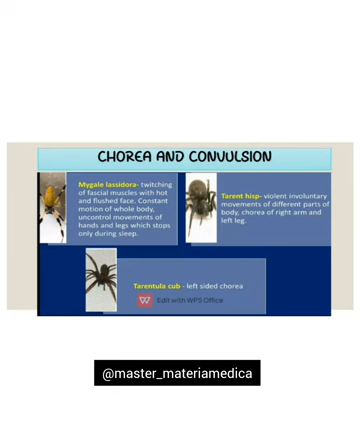 CHOREA AND CONVULSION
Mygale lassidora- twitching
of fascial muscles with hot
and flushed face. Constant
motion of whole body,
uncontrol movements of
hands and legs which stops
only during sleep.
Tarent hisp- violent involuntary
movements of different parts of
body, chorea of right arm and
left leg.
Tarentula cub - left sided chorea
Edit with WPS Office
@master_materiamedica